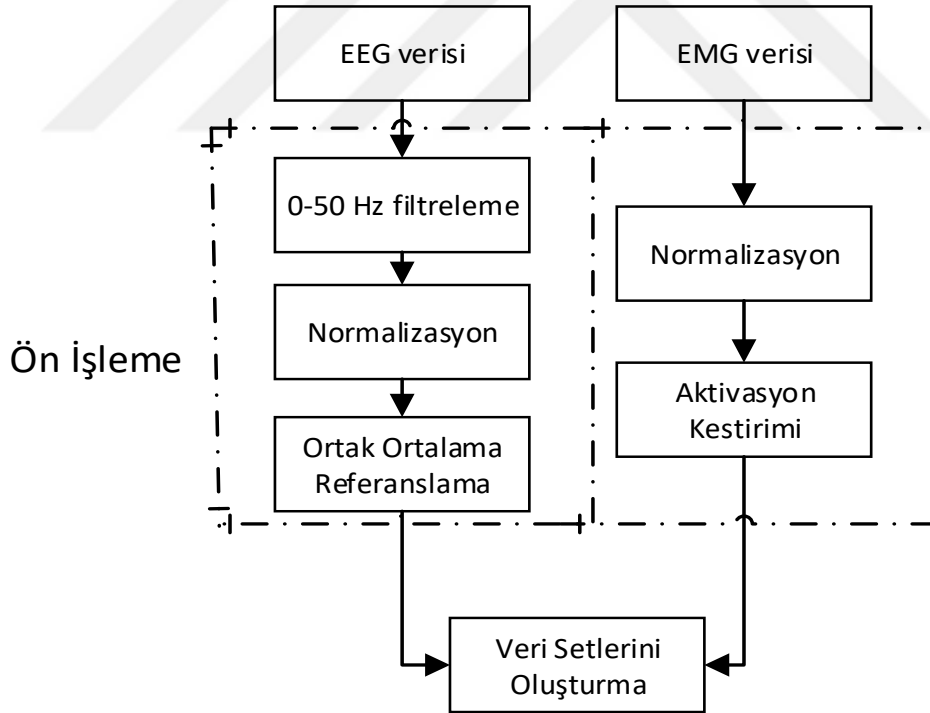 EEG verisi
EMG verisi
0-50 Hz filtreleme
Normalizasyon
Normalizasyon
Ön İşleme
Aktivasyon
Kestirimi
Ortak Ortalama
Referanslama
Veri Setlerini
Oluşturma